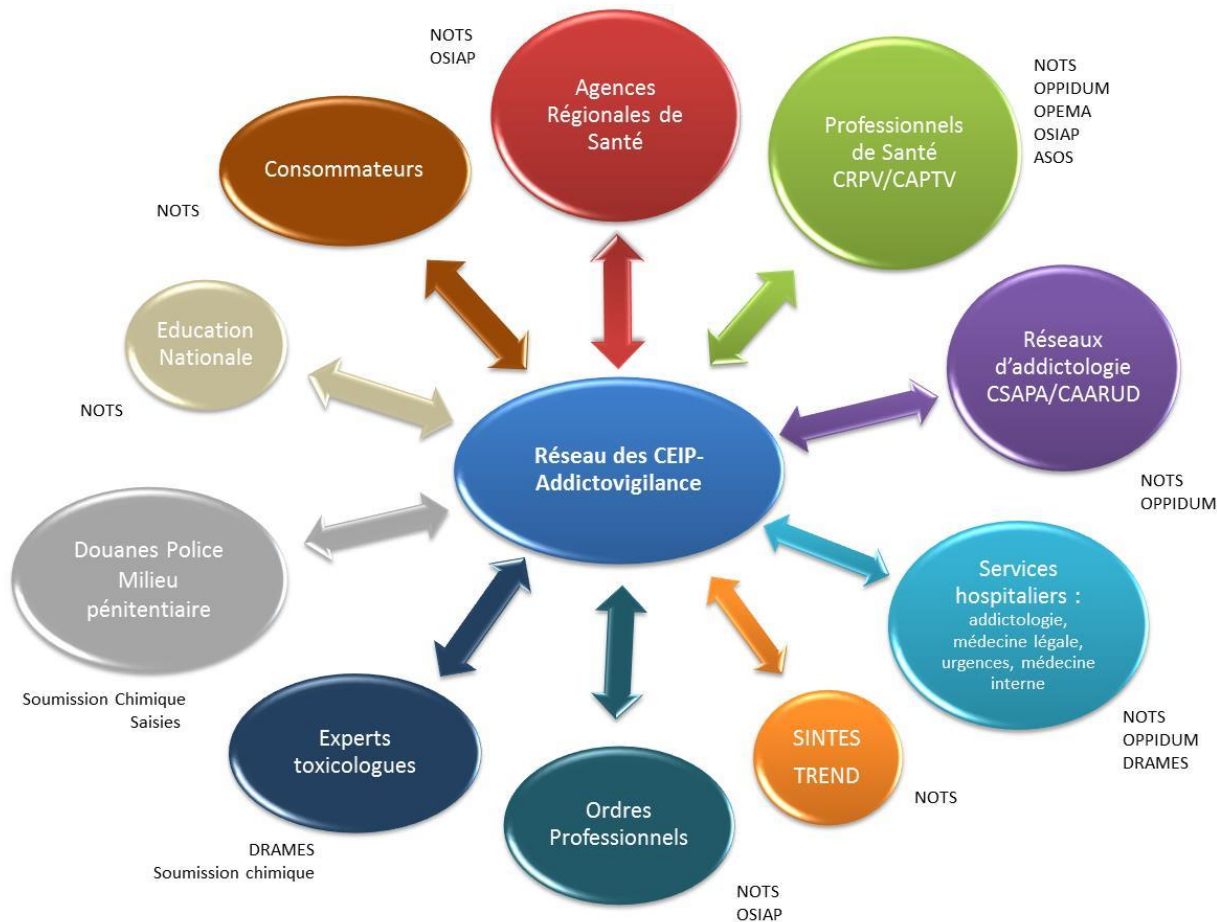 NOTS
OSIAP
Agences
Régionales de
Santé
NOTS
OPPIDUM
OPEMA
OSIAP
ASOS
Professionnels
de Santé
CRPV/CAPTV
Consommateurs
NOTS
Education
Nationale
NOTS
Réseaux
d’addictologie
CSAPA/CAARUD
NOTS
OPPIDUM
Réseau des CEIP-
Addictovigilance
Douanes Police
Milieu
pénitentiaire
Soumission Chimique
Saisies
Services
hospitaliers :
addictologie,
médecine légale,
urgences, médecine
interne
NOTS
OPPIDUM
DRAMES
Experts
toxicologues
DRAMES
Soumission chimique
Ordres
Professionnels
NOTS
OSIAP
SINTES
TREND
NOTS